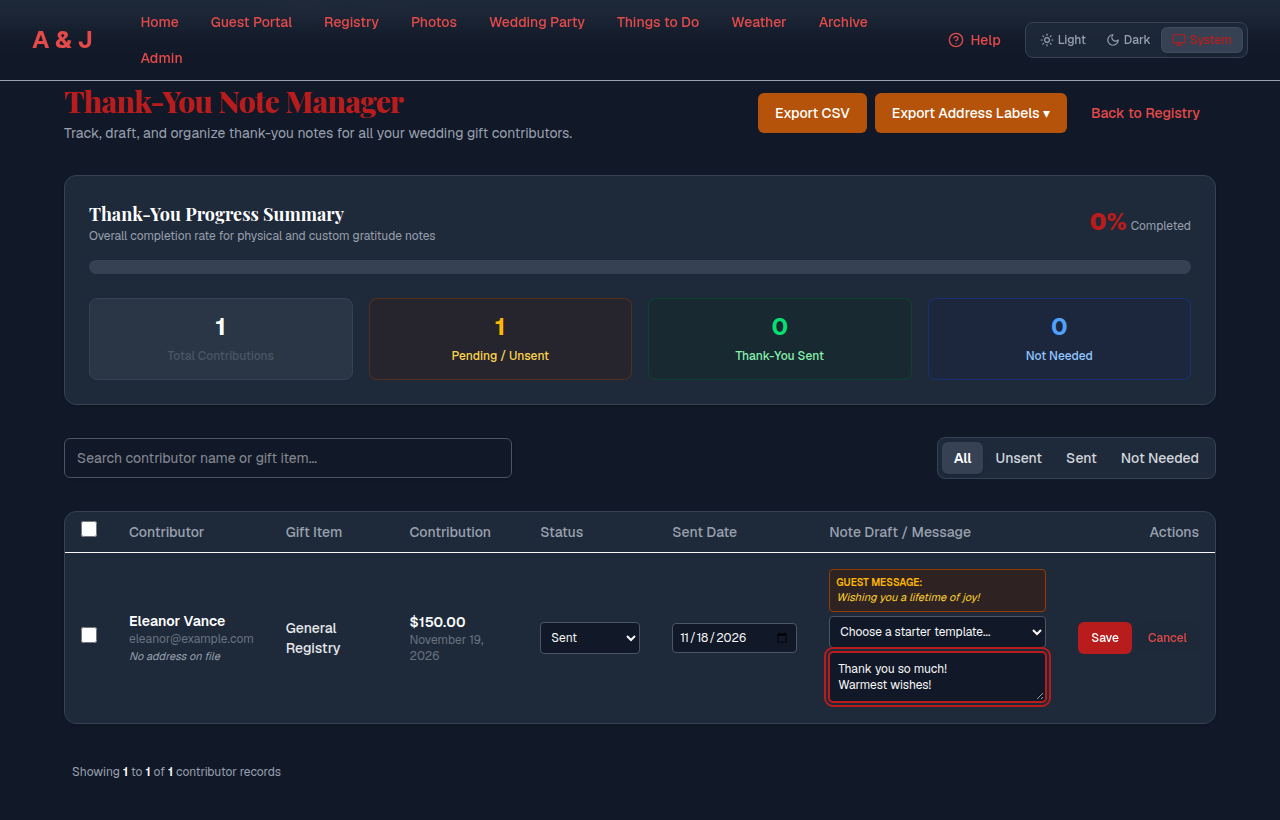 A & J
Home Guest Portal Registry Photos Wedding Party Things to Do Weather Archive
Admin
Help
Light Dark System
Thank-You Note Manager
Track, draft, and organize thank-you notes for all your wedding gift contributors.
Export CSV
Export Address Labels ▾
Back to Registry
Thank-You Progress Summary
Overall completion rate for physical and custom gratitude notes
0% Completed
1
Total Contributions
1
Pending / Unsent
0
Thank-You Sent
0
Not Needed
Search contributor name or gift item...
All Unsent Sent Not Needed
Contributor Gift Item Contribution Status Sent Date Note Draft / Message Actions
Eleanor Vance
eleanor@example.com
No address on file
General
Registry
$150.00
November 19,
2026
Sent
11/18/2026
GUEST MESSAGE:
Wishing you a lifetime of joy!
Choose a starter template...
Thank you so much!
Warmest wishes!
Save
Cancel
Showing 1 to 1 of 1 contributor records